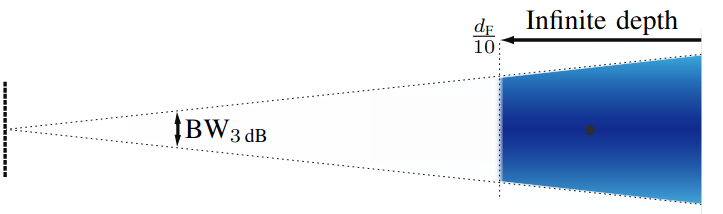 Infinite depth
d_F
10
BW_3 dB